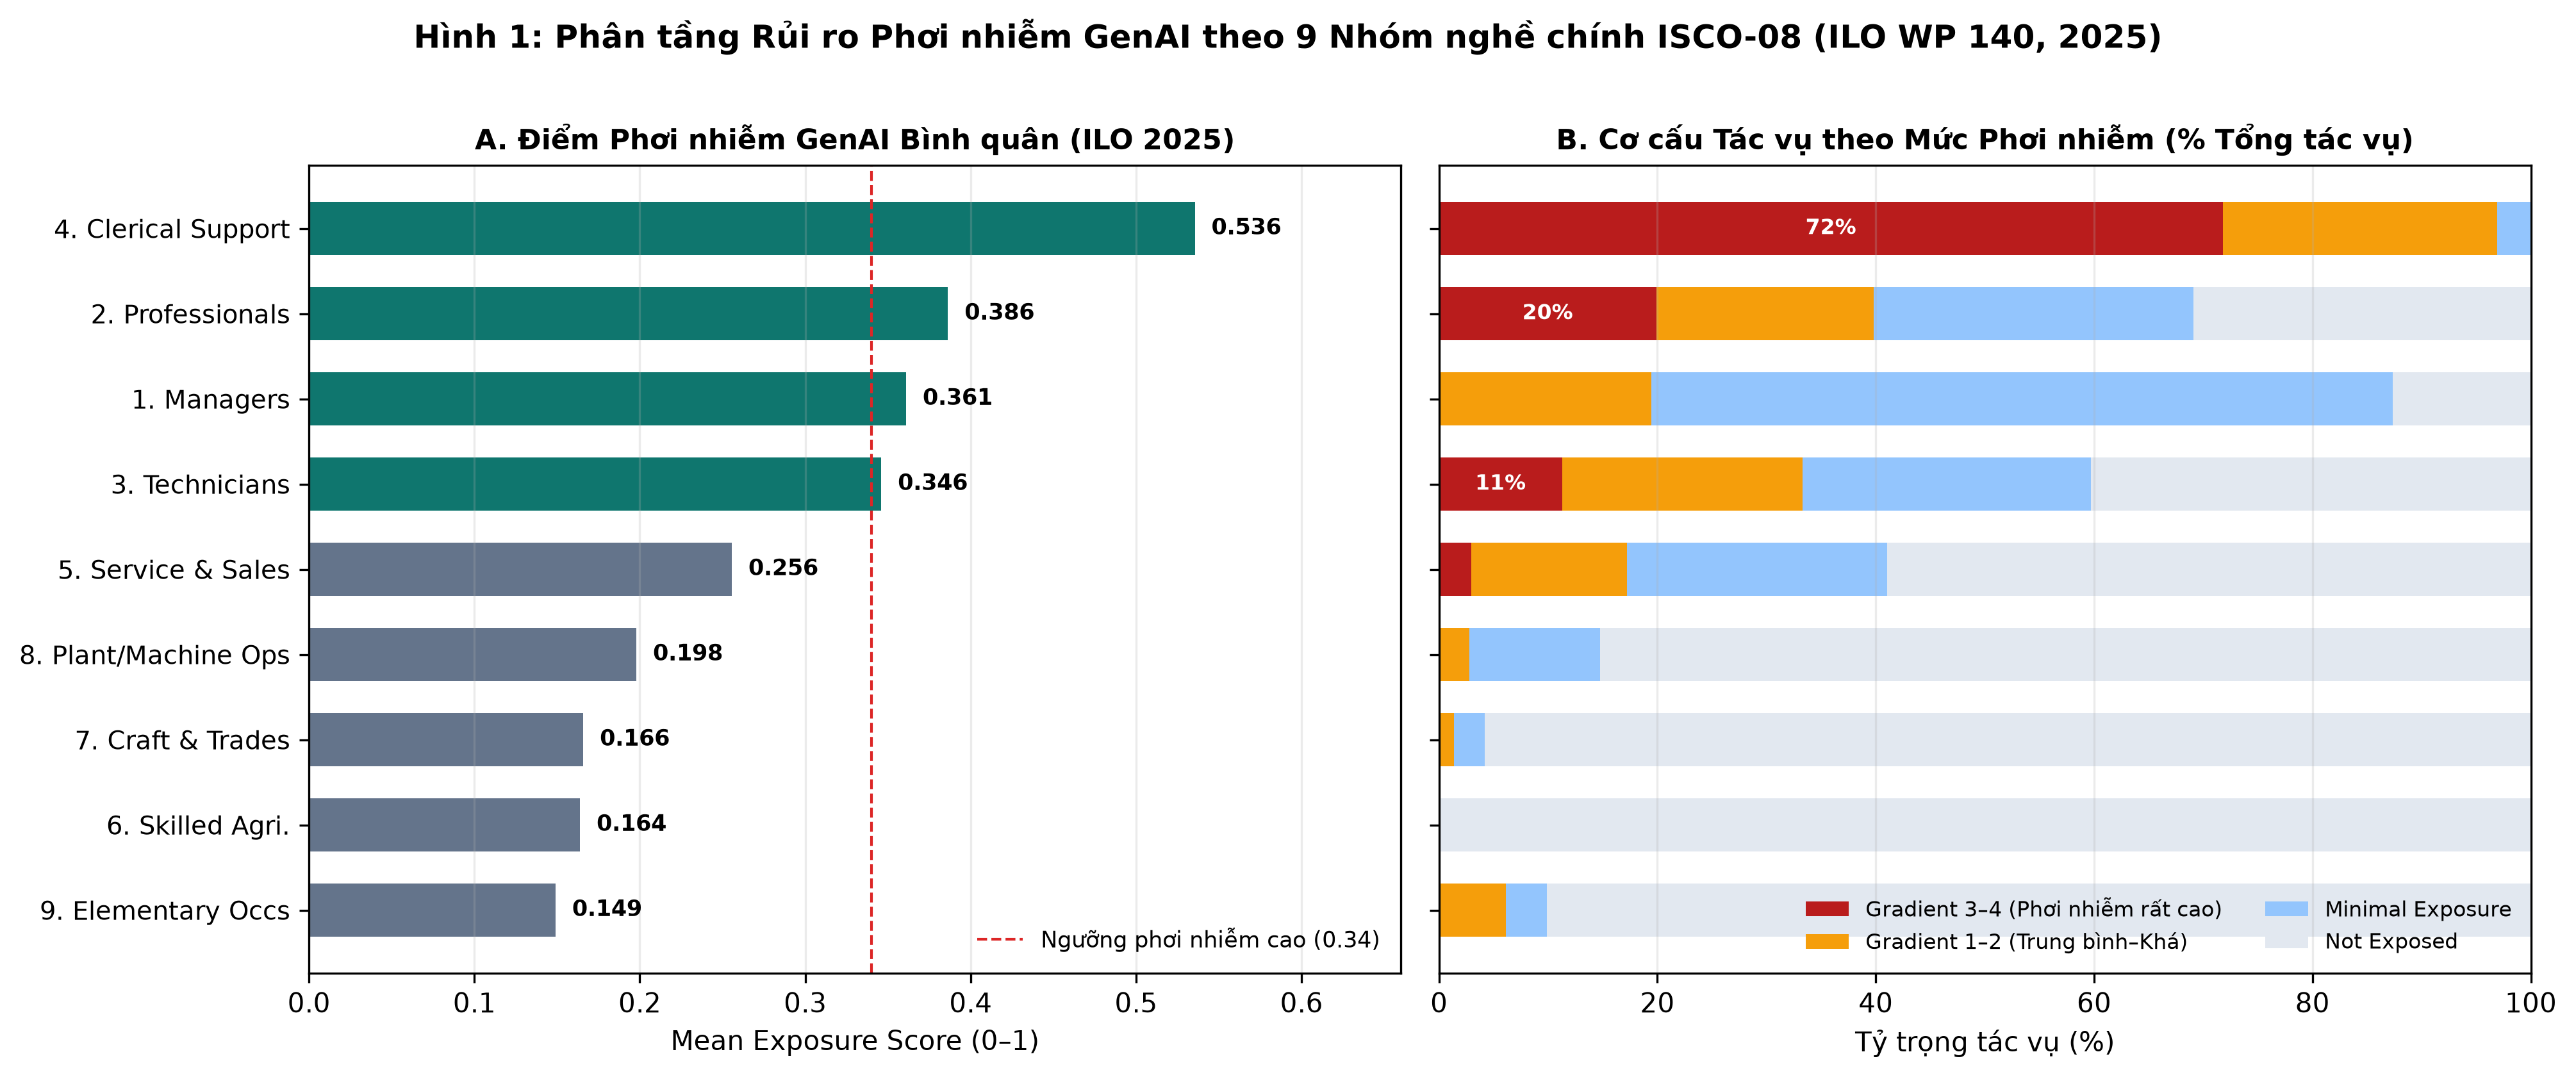 Hình 1: Phân tầng Rủi ro Phơi nhiễm GenAI theo 9 Nhóm nghề chính ISCO-08 (ILO WP 140, 2025)
A. Điểm Phơi nhiễm GenAI Bình quân (ILO 2025)
4. Clerical Support
0.536
2. Professionals
0.386
1. Managers
0.361
3. Technicians
0.346
5. Service & Sales
0.256
8. Plant/Machine Ops
0.198
7. Craft & Trades
0.166
6. Skilled Agri.
0.164
9. Elementary Occs
0.149
Ngưỡng phơi nhiễm cao (0.34)
0.0 0.1 0.2 0.3 0.4 0.5 0.6
Mean Exposure Score (0–1)
B. Cơ cấu Tác vụ theo Mức Phơi nhiễm (% Tổng tác vụ)
72%
20%
11%
Gradient 3–4 (Phơi nhiễm rất cao)
Gradient 1–2 (Trung bình–Khá)
Minimal Exposure
Not Exposed
0 20 40 60 80 100
Tỷ trọng tác vụ (%)